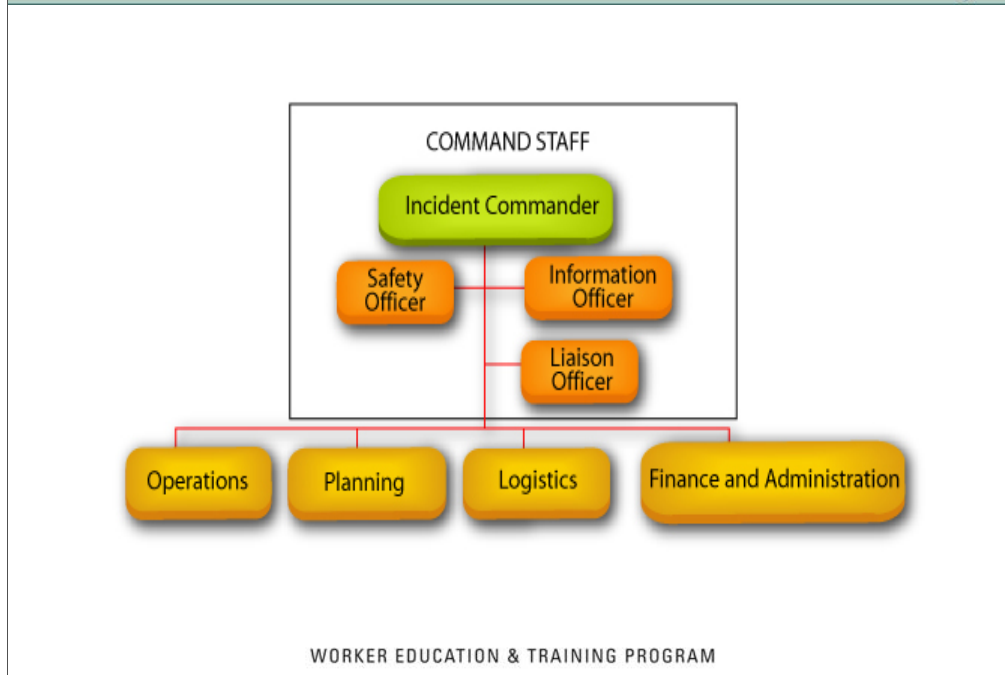 COMMAND STAFF
Incident Commander
Safety
Officer
Information
Officer
Liaison
Officer
Operations
Planning
Logistics
Finance and Administration
WORKER EDUCATION & TRAINING PROGRAM